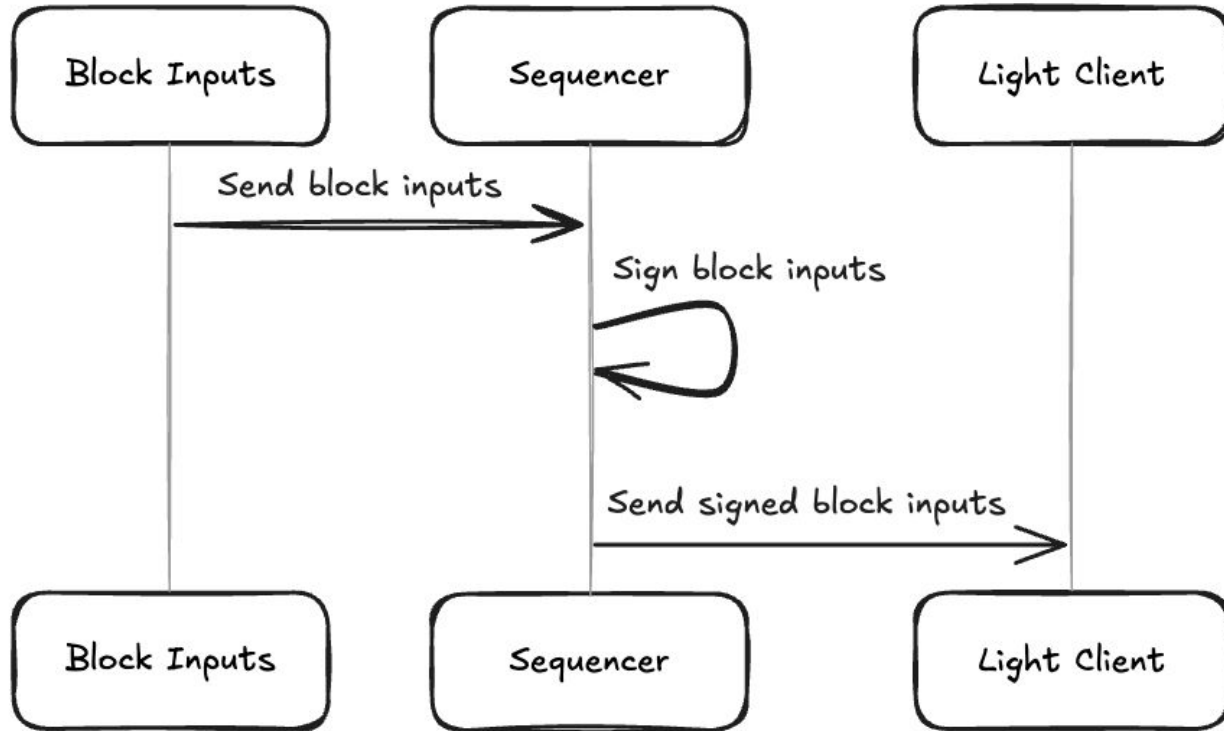 Block Inputs
Sequencer
Light Client
Send block inputs
Sign block inputs
Send signed block inputs
Block Inputs
Sequencer
Light Client